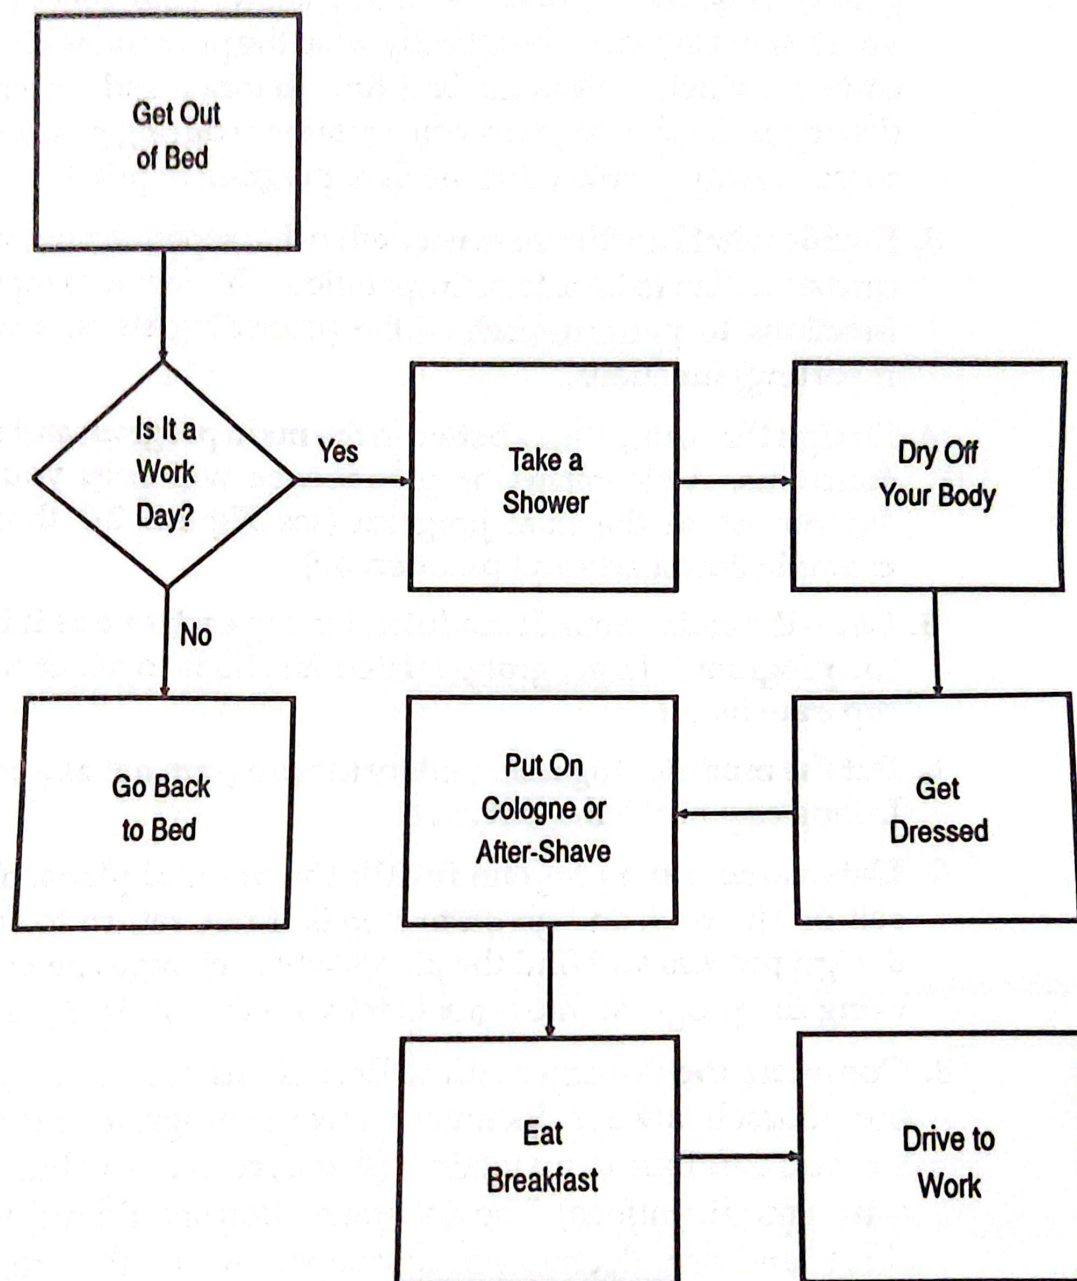 Get Out
of Bed
Is It a
Work
Day?
Yes
Take a
Shower
Dry Off
Your Body
No
Go Back
to Bed
Put On
Cologne or
After-Shave
Get
Dressed
Eat
Breakfast
Drive to
Work